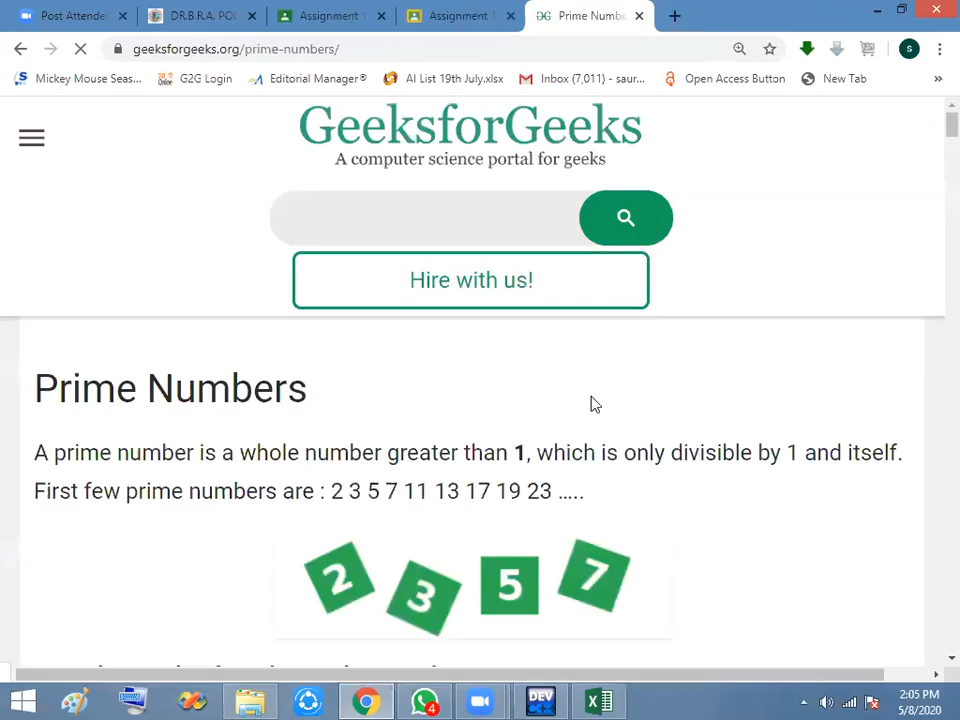 Post Attende
DR.B.R.A. POL
Assignment 1
Assignment 1
GG
Prime Numbe
geeksforgeeks.org/prime-numbers/
S
Mickey Mouse Seas...
G2G Login
Editorial Manager®
AI List 19th July.xlsx
Inbox (7,011) - saur...
Open Access Button
New Tab
»
GeeksforGeeks
A computer science portal for geeks
Hire with us!
Prime Numbers
A prime number is a whole number greater than 1, which is only divisible by 1 and itself.
First few prime numbers are : 2 3 5 7 11 13 17 19 23 …..
2 3 5 7
4
DEV
2:05 PM
5/8/2020